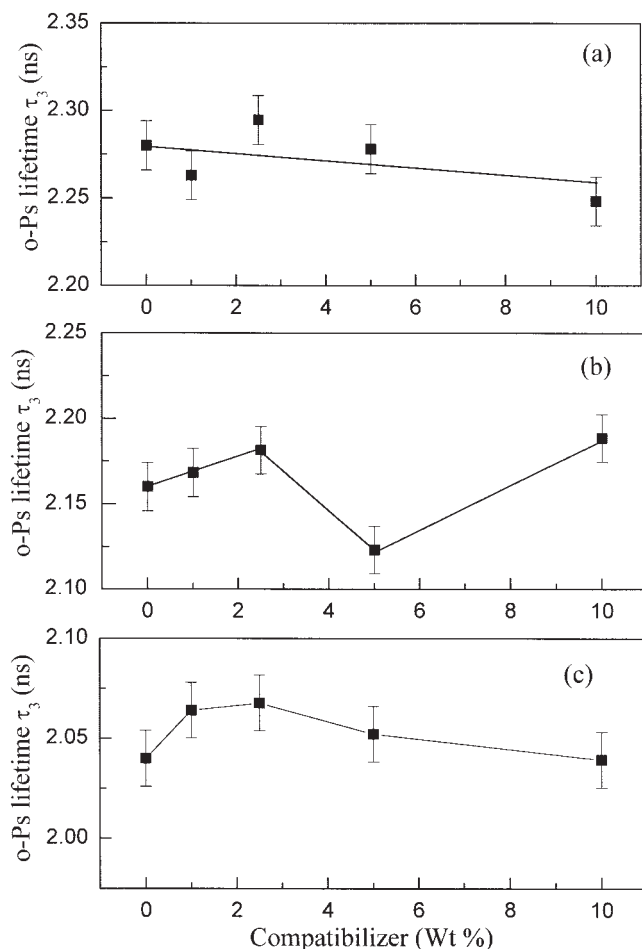 2.35
(a)
2.30
2.25
2.20
0 2 4 6 8 10
o-Ps lifetime τ₃ (ns)
2.25
(b)
2.20
2.15
2.10
0 2 4 6 8 10
o-Ps lifetime τ₃ (ns)
2.10
(c)
2.05
2.00
0 2 4 6 8 10
o-Ps lifetime τ₃ (ns)
Compatibilizer (Wt %)